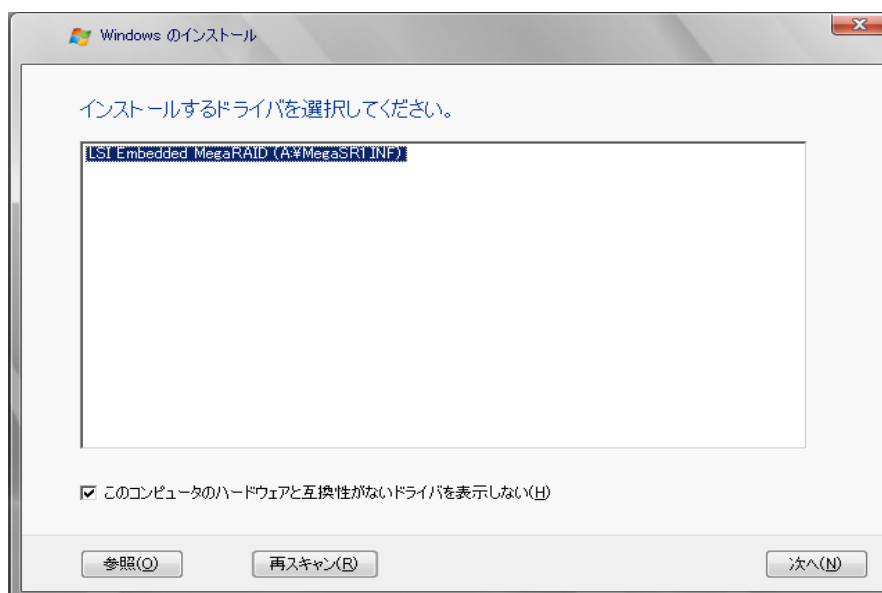 Windows のインストール
インストールするドライバを選択してください。
LSI Embedded MegaRAID (A:¥MegaSR1.INF)
このコンピュータのハードウェアと互換性がないドライバを表示しない(H)
参照(O) 再スキャン(R) 次へ(N)